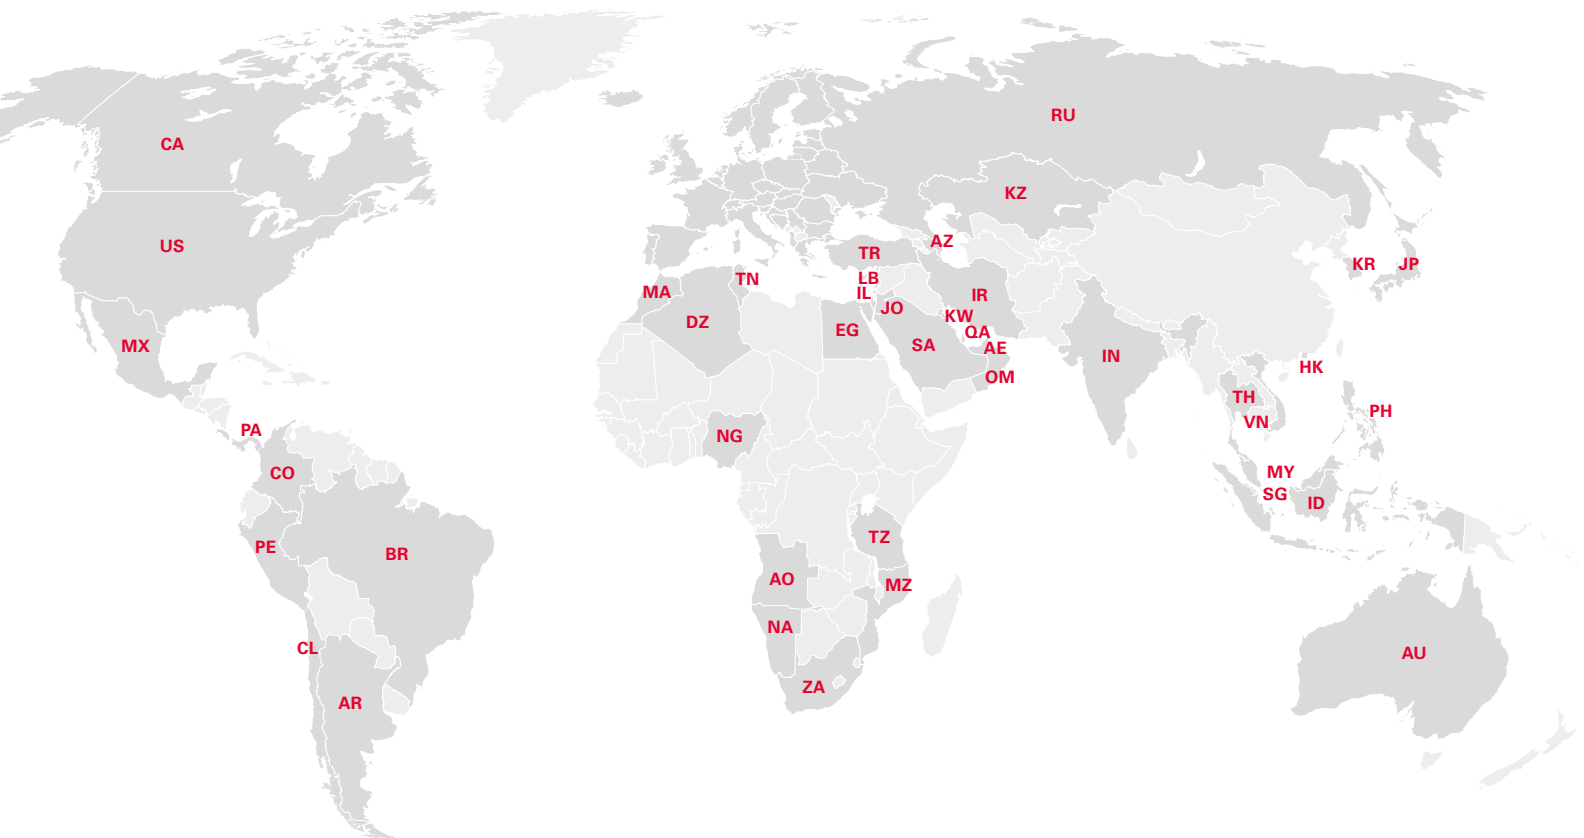 CA
US
MX
PA
CO
PE
BR
CL
AR
RU
KZ
AZ
TR
TN
LB
IL
MA
DZ
JO
IR
KW
EG
QA
SA
AE
OM
IN
NG
TZ
AO
MZ
NA
ZA
KR
JP
HK
TH
VN
PH
MY
SG
ID
AU